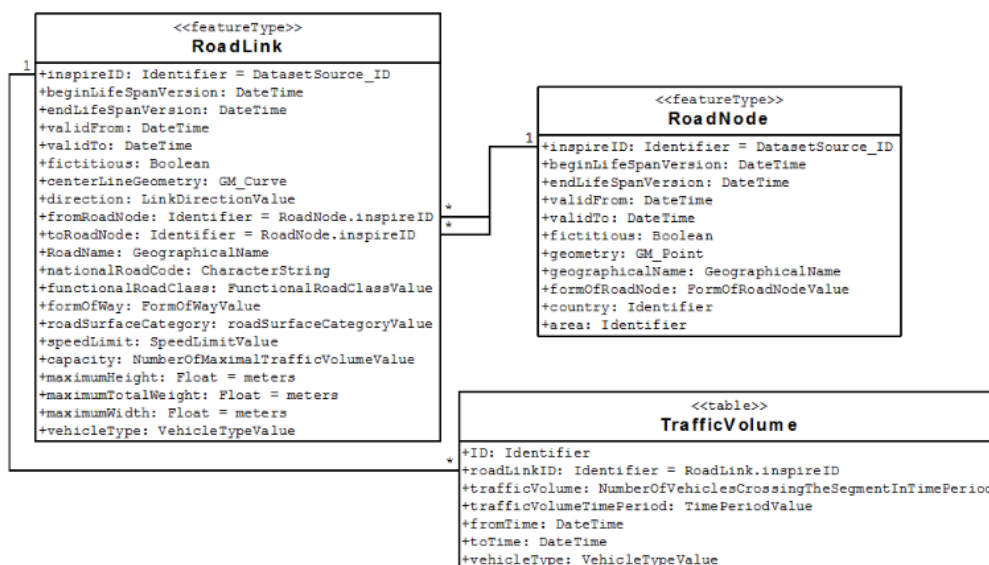 <<featureType>>
RoadLink
1
+inspireID: Identifier = DatasetSource_ID
+beginLifeSpanVersion: DateTime
+endLifeSpanVersion: DateTime
+validFrom: DateTime
+validTo: DateTime
+fictitious: Boolean
+centerLineGeometry: GM_Curve
+direction: LinkDirectionValue
+fromRoadNode: Identifier = RoadNode.inspireID
+toRoadNode: Identifier = RoadNode.inspireID
+RoadName: GeographicalName
+nationalRoadCode: CharacterString
+functionalRoadClass: FunctionalRoadClassValue
+formOfWay: FormOfWayValue
+roadSurfaceCategory: roadSurfaceCategoryValue
+speedLimit: SpeedLimitValue
+capacity: NumberOfMaximalTrafficVolumeValue
+maximumHeight: Float = meters
+maximumTotalWeight: Float = meters
+maximumWidth: Float = meters
+vehicleType: VehicleTypeValue
*
*
1
<<featureType>>
RoadNode
+inspireID: Identifier = DatasetSource_ID
+beginLifeSpanVersion: DateTime
+endLifeSpanVersion: DateTime
+validFrom: DateTime
+validTo: DateTime
+fictitious: Boolean
+geometry: GM_Point
+geographicalName: GeographicalName
+formOfRoadNode: FormOfRoadNodeValue
+country: Identifier
+area: Identifier
*
<<table>>
TrafficVolume
+ID: Identifier
+roadLinkID: Identifier = RoadLink.inspireID
+trafficVolume: NumberOfVehiclesCrossingTheSegmentInTimePeriod
+trafficVolumeTimePeriod: TimePeriodValue
+fromTime: DateTime
+toTime: DateTime
+vehicleType: VehicleTypeValue